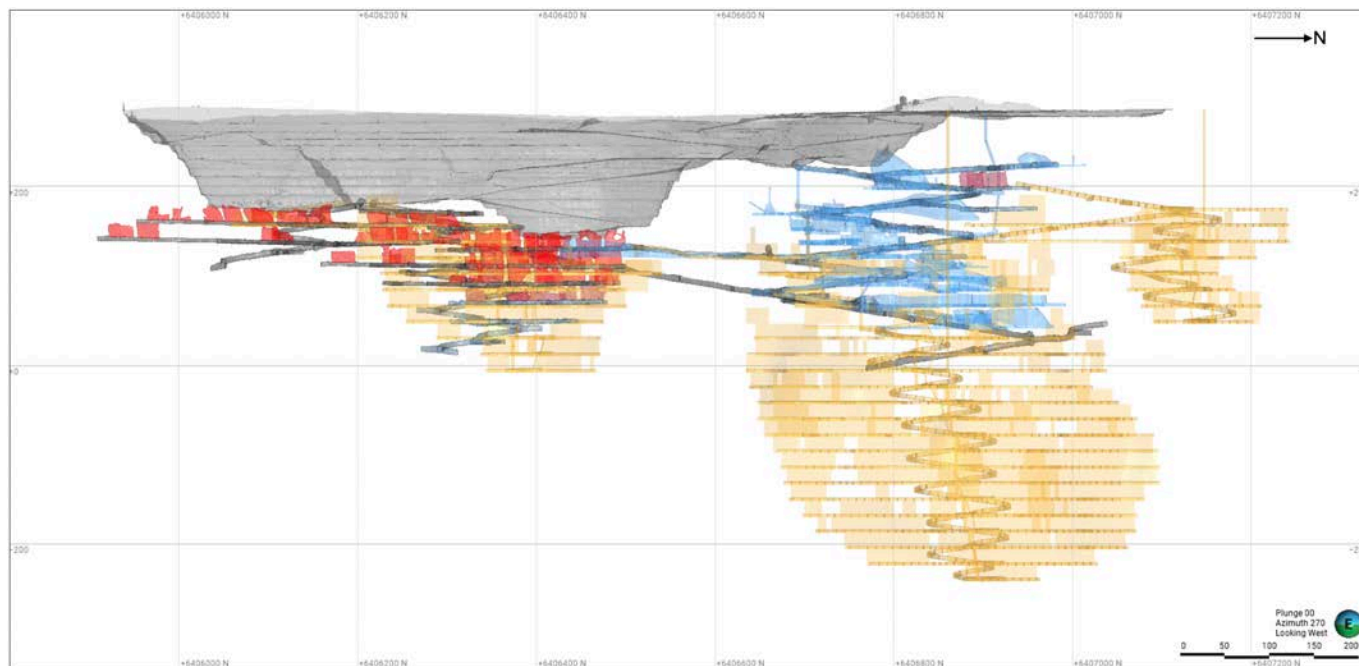 +6406000 N +6406200 N +6406400 N +6406600 N +6406800 N +6407000 N +6407200 N
N
+200 +2
+0
Plunge 00
Azimuth 270
Looking West
E
0 50 100 150 200
+6406000 N +6406200 N +6406400 N +6406600 N +6406800 N +6407000 N +6407200 N